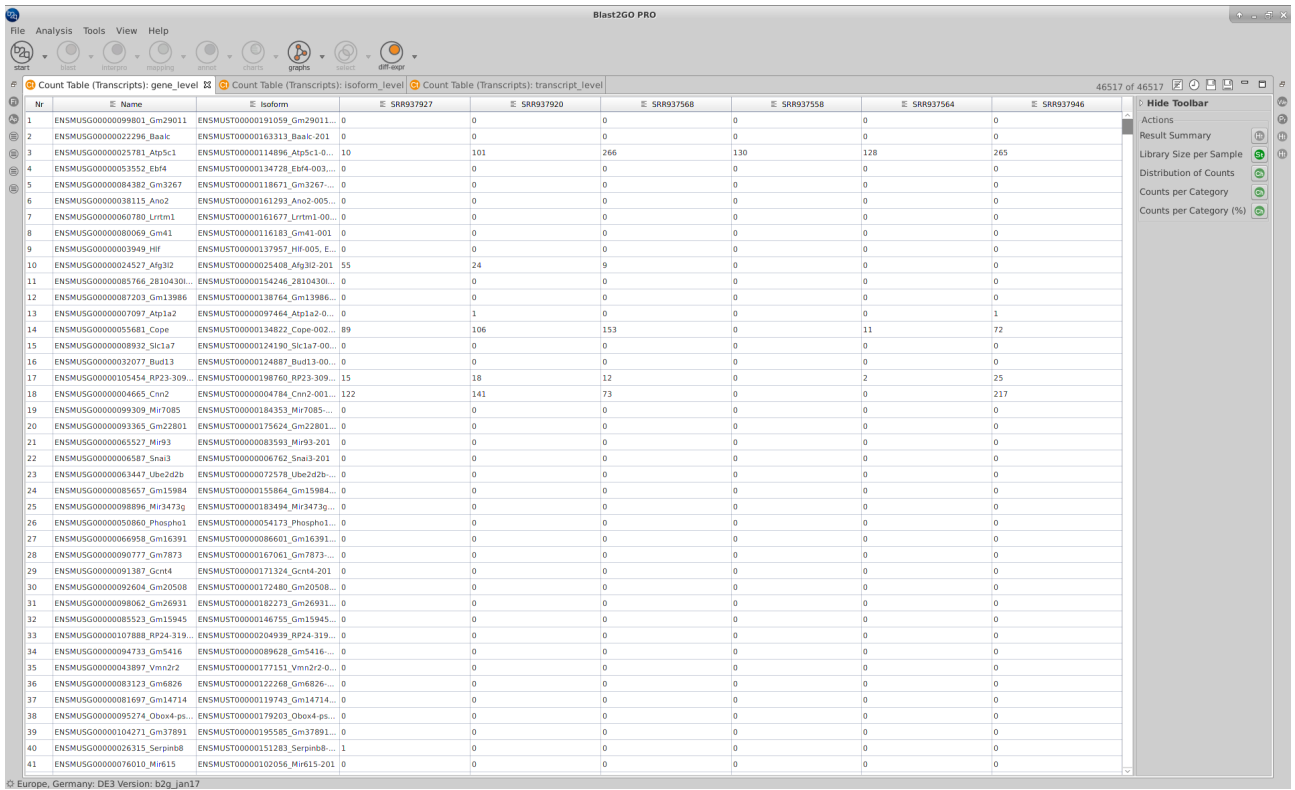 Blast2GO PRO
File Analysis Tools View Help
start blast interpro mapping annot charts graphs select diff-expr
Count Table (Transcripts): gene_level Count Table (Transcripts): isoform_level Count Table (Transcripts): transcript_level 46517 of 46517
Nr Name Isoform SRR937927 SRR937920 SRR937568 SRR937558 SRR937564 SRR937946
1 ENSMUSG00000099801_Gm29011 ENSMUST00000191059_Gm29011... 0 0 0 0 0 0
2 ENSMUSG00000022296_Baalc ENSMUST00000163313_Baalc-201 0 0 0 0 0 0
3 ENSMUSG00000025781_Atp5c1 ENSMUST00000114896_Atp5c1-0... 10 101 266 130 128 265
4 ENSMUSG00000053552_Ebf4 ENSMUST00000134728_Ebf4-003,... 0 0 0 0 0 0
5 ENSMUSG00000084382_Gm3267 ENSMUST00000118671_Gm3267-... 0 0 0 0 0 0
6 ENSMUSG00000038115_Ano2 ENSMUST00000161293_Ano2-005... 0 0 0 0 0 0
7 ENSMUSG00000060780_Lrrtm1 ENSMUST00000161677_Lrrtm1-00... 0 0 0 0 0 0
8 ENSMUSG00000080069_Gm41 ENSMUST00000116183_Gm41-001 0 0 0 0 0 0
9 ENSMUSG00000003949_Hlf ENSMUST00000137957_Hlf-005, E... 0 0 0 0 0 0
10 ENSMUSG00000024527_Afg3l2 ENSMUST00000025408_Afg3l2-201 55 24 9 0 0 0
11 ENSMUSG00000085766_2810430I... ENSMUST00000154246_2810430I... 0 0 0 0 0 0
12 ENSMUSG00000087203_Gm13986 ENSMUST00000138764_Gm13986... 0 0 0 0 0 0
13 ENSMUSG00000007097_Atp1a2 ENSMUST00000097464_Atp1a2-0... 0 1 0 0 0 1
14 ENSMUSG00000055681_Cope ENSMUST00000134822_Cope-002... 89 106 153 0 11 72
15 ENSMUSG00000008932_Slc1a7 ENSMUST00000124190_Slc1a7-00... 0 0 0 0 0 0
16 ENSMUSG00000032077_Bud13 ENSMUST00000124887_Bud13-00... 0 0 0 0 0 0
17 ENSMUSG00000105454_RP23-309... ENSMUST00000198760_RP23-309... 15 18 12 0 2 25
18 ENSMUSG00000004665_Cnn2 ENSMUST00000004784_Cnn2-001... 122 141 73 0 0 217
19 ENSMUSG00000099309_Mir7085 ENSMUST00000184353_Mir7085-... 0 0 0 0 0 0
20 ENSMUSG00000093365_Gm22801 ENSMUST00000175624_Gm22801... 0 0 0 0 0 0
21 ENSMUSG00000065527_Mir93 ENSMUST00000083593_Mir93-201 0 0 0 0 0 0
22 ENSMUSG00000006587_Snai3 ENSMUST00000006762_Snai3-201 0 0 0 0 0 0
23 ENSMUSG00000063447_Ube2d2b ENSMUST00000072578_Ube2d2b-... 0 0 0 0 0 0
24 ENSMUSG00000085657_Gm15984 ENSMUST00000155864_Gm15984... 0 0 0 0 0 0
25 ENSMUSG00000098896_Mir3473g ENSMUST00000183494_Mir3473g... 0 0 0 0 0 0
26 ENSMUSG00000050860_Phospho1 ENSMUST00000054173_Phospho1... 0 0 0 0 0 0
27 ENSMUSG00000066958_Gm16391 ENSMUST00000086601_Gm16391... 0 0 0 0 0 0
28 ENSMUSG00000090777_Gm7873 ENSMUST00000167061_Gm7873-... 0 0 0 0 0 0
29 ENSMUSG00000091387_Gcnt4 ENSMUST00000171324_Gcnt4-201 0 0 0 0 0 0
30 ENSMUSG00000092604_Gm20508 ENSMUST00000172480_Gm20508... 0 0 0 0 0 0
31 ENSMUSG00000098062_Gm26931 ENSMUST00000182273_Gm26931... 0 0 0 0 0 0
32 ENSMUSG00000085523_Gm15945 ENSMUST00000146755_Gm15945... 0 0 0 0 0 0
33 ENSMUSG00000107888_RP24-319... ENSMUST00000204939_RP24-319... 0 0 0 0 0 0
34 ENSMUSG00000094733_Gm5416 ENSMUST00000089628_Gm5416-... 0 0 0 0 0 0
35 ENSMUSG00000043897_Vmn2r2 ENSMUST00000177151_Vmn2r2-0... 0 0 0 0 0 0
36 ENSMUSG00000083123_Gm6826 ENSMUST00000122268_Gm6826-... 0 0 0 0 0 0
37 ENSMUSG00000081697_Gm14714 ENSMUST00000119743_Gm14714... 0 0 0 0 0 0
38 ENSMUSG00000095274_Obox4-ps... ENSMUST00000179203_Obox4-ps... 0 0 0 0 0 0
39 ENSMUSG00000104271_Gm37891 ENSMUST00000195585_Gm37891... 0 0 0 0 0 0
40 ENSMUSG00000026315_Serpinb8 ENSMUST00000151283_Serpinb8-... 1 0 0 0 0 0
41 ENSMUSG00000076010_Mir615 ENSMUST00000102056_Mir615-201 0 0 0 0 0 0
Hide Toolbar
Actions
Result Summary
Library Size per Sample
Distribution of Counts
Counts per Category
Counts per Category (%)
Europe, Germany: DE3 Version: b2g_jan17